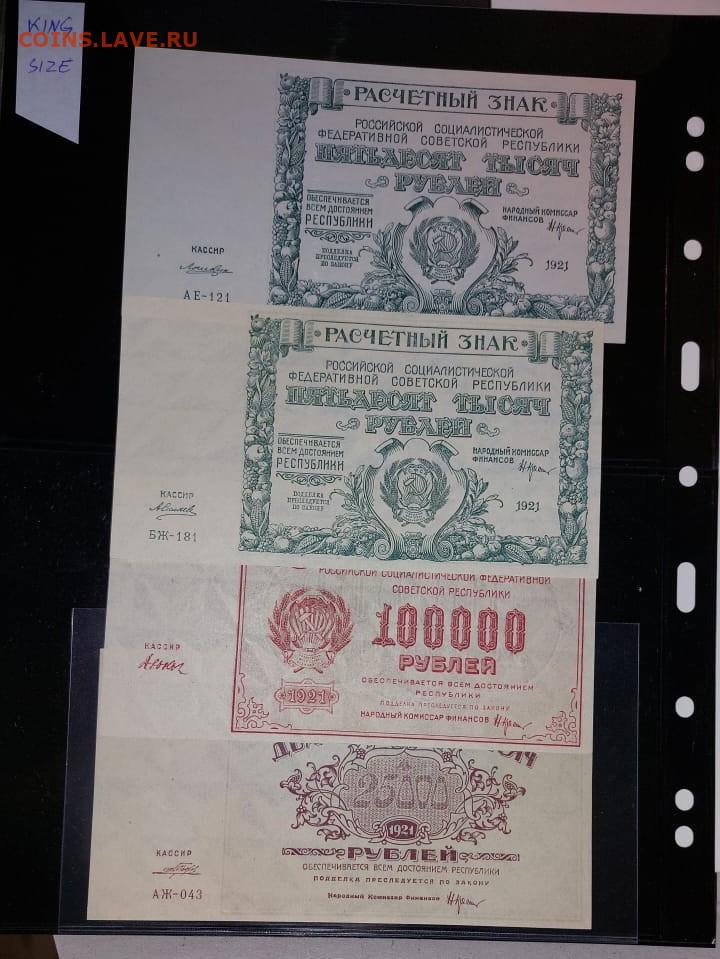 KING
COINS.LAVE.RU
SIZE
РАСЧЕТНЫЙ ЗНАК
РОССИЙСКОЙ СОЦИАЛИСТИЧЕСКОЙ
ФЕДЕРАТИВНОЙ СОВЕТСКОЙ РЕСПУБЛИКИ
ПЯТЬДЕСЯТ ТЫСЯЧ
РУБЛЕЙ
ОБЕСПЕЧИВАЕТСЯ
ВСЕМ ДОСТОЯНИЕМ
РЕСПУБЛИКИ
НАРОДНЫЙ КОМИССАР
ФИНАНСОВ
ПОДДЕЛКА
ПРЕСЛЕДУЕТСЯ
ПО ЗАКОНУ
1921
КАССИР
АЕ-121
РАСЧЕТНЫЙ ЗНАК
РОССИЙСКОЙ СОЦИАЛИСТИЧЕСКОЙ
ФЕДЕРАТИВНОЙ СОВЕТСКОЙ РЕСПУБЛИКИ
ПЯТЬДЕСЯТ ТЫСЯЧ
РУБЛЕЙ
ОБЕСПЕЧИВАЕТСЯ
ВСЕМ ДОСТОЯНИЕМ
РЕСПУБЛИКИ
НАРОДНЫЙ КОМИССАР
ФИНАНСОВ
ПОДДЕЛКА
ПРЕСЛЕДУЕТСЯ
ПО ЗАКОНУ
1921
КАССИР
БЖ-181
РОССИЙСКОЙ СОЦИАЛИСТИЧЕСКОЙ ФЕДЕРАТИВНОЙ
СОВЕТСКОЙ РЕСПУБЛИКИ
100000
РУБЛЕЙ
ОБЕСПЕЧИВАЕТСЯ ВСЕМ ДОСТОЯНИЕМ
РЕСПУБЛИКИ
ПОДДЕЛКА ПРЕСЛЕДУЕТСЯ ПО ЗАКОНУ
НАРОДНЫЙ КОМИССАР ФИНАНСОВ
1921
КАССИР
25000
1921
РУБЛЕЙ
ОБЕСПЕЧИВАЕТСЯ ВСЕМ ДОСТОЯНИЕМ РЕСПУБЛИКИ
ПОДДЕЛКА ПРЕСЛЕДУЕТСЯ ПО ЗАКОНУ
Народный Комиссар Финансов
КАССИР
АЖ-043